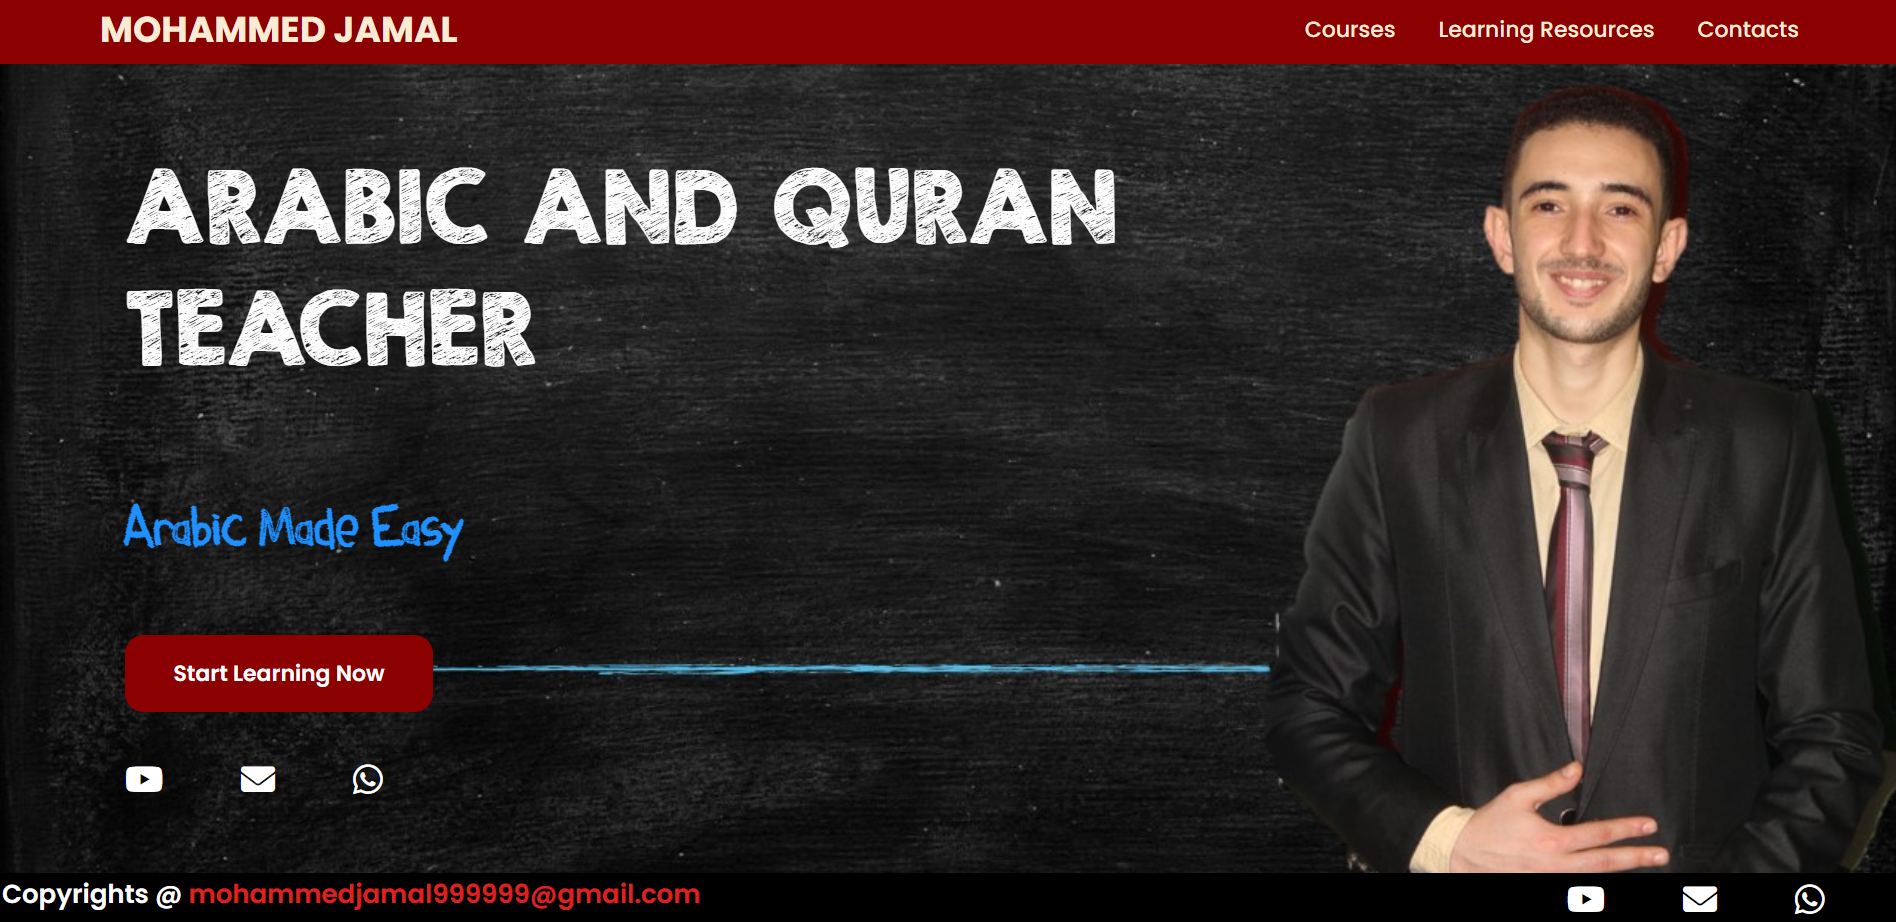 MOHAMMED JAMAL
Courses
Learning Resources
Contacts
ARABIC AND QURAN
TEACHER
Arabic Made Easy
Start Learning Now
Copyrights @ mohammedjamal999999@gmail.com